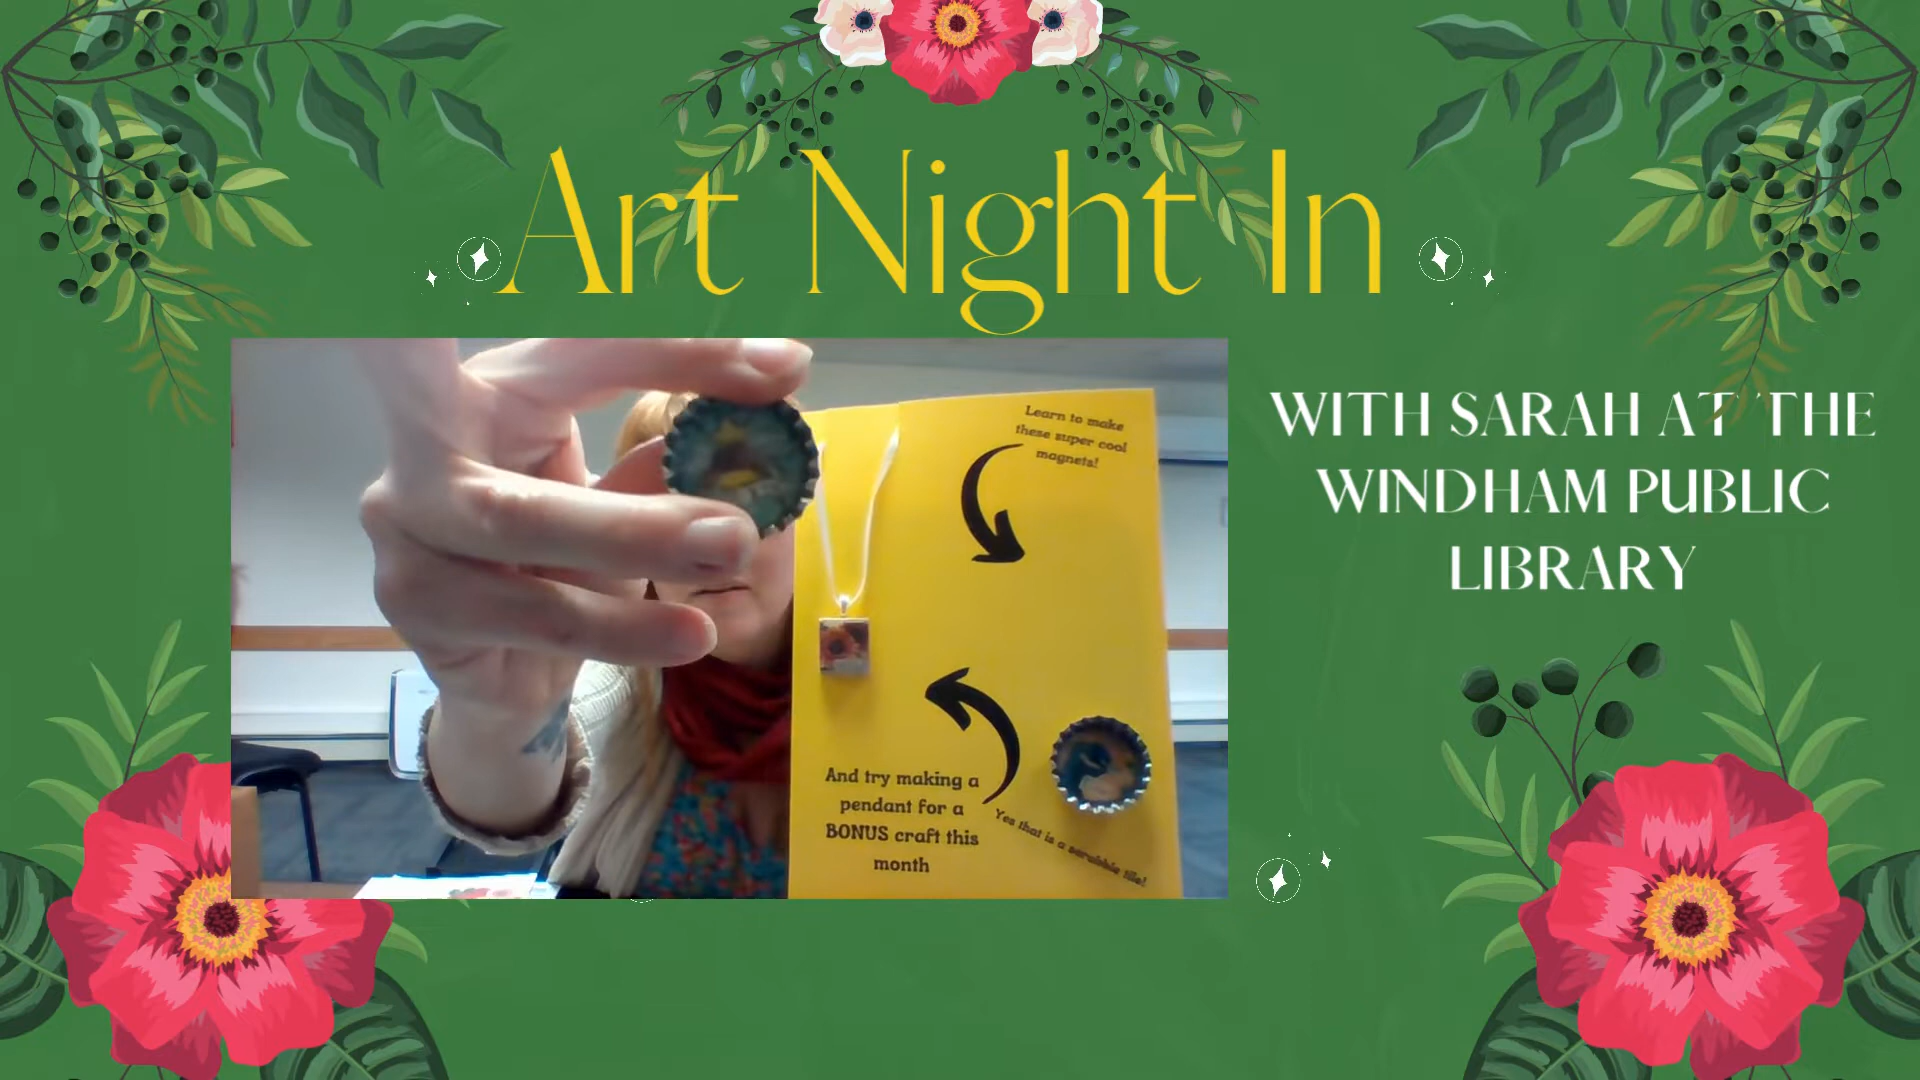 Art Night In
WITH SARAH AT THE
WINDHAM PUBLIC
LIBRARY
Learn to make
these super cool
magnets!
And try making a
pendant for a
BONUS craft this
month
Yes that is a scrabble tile!